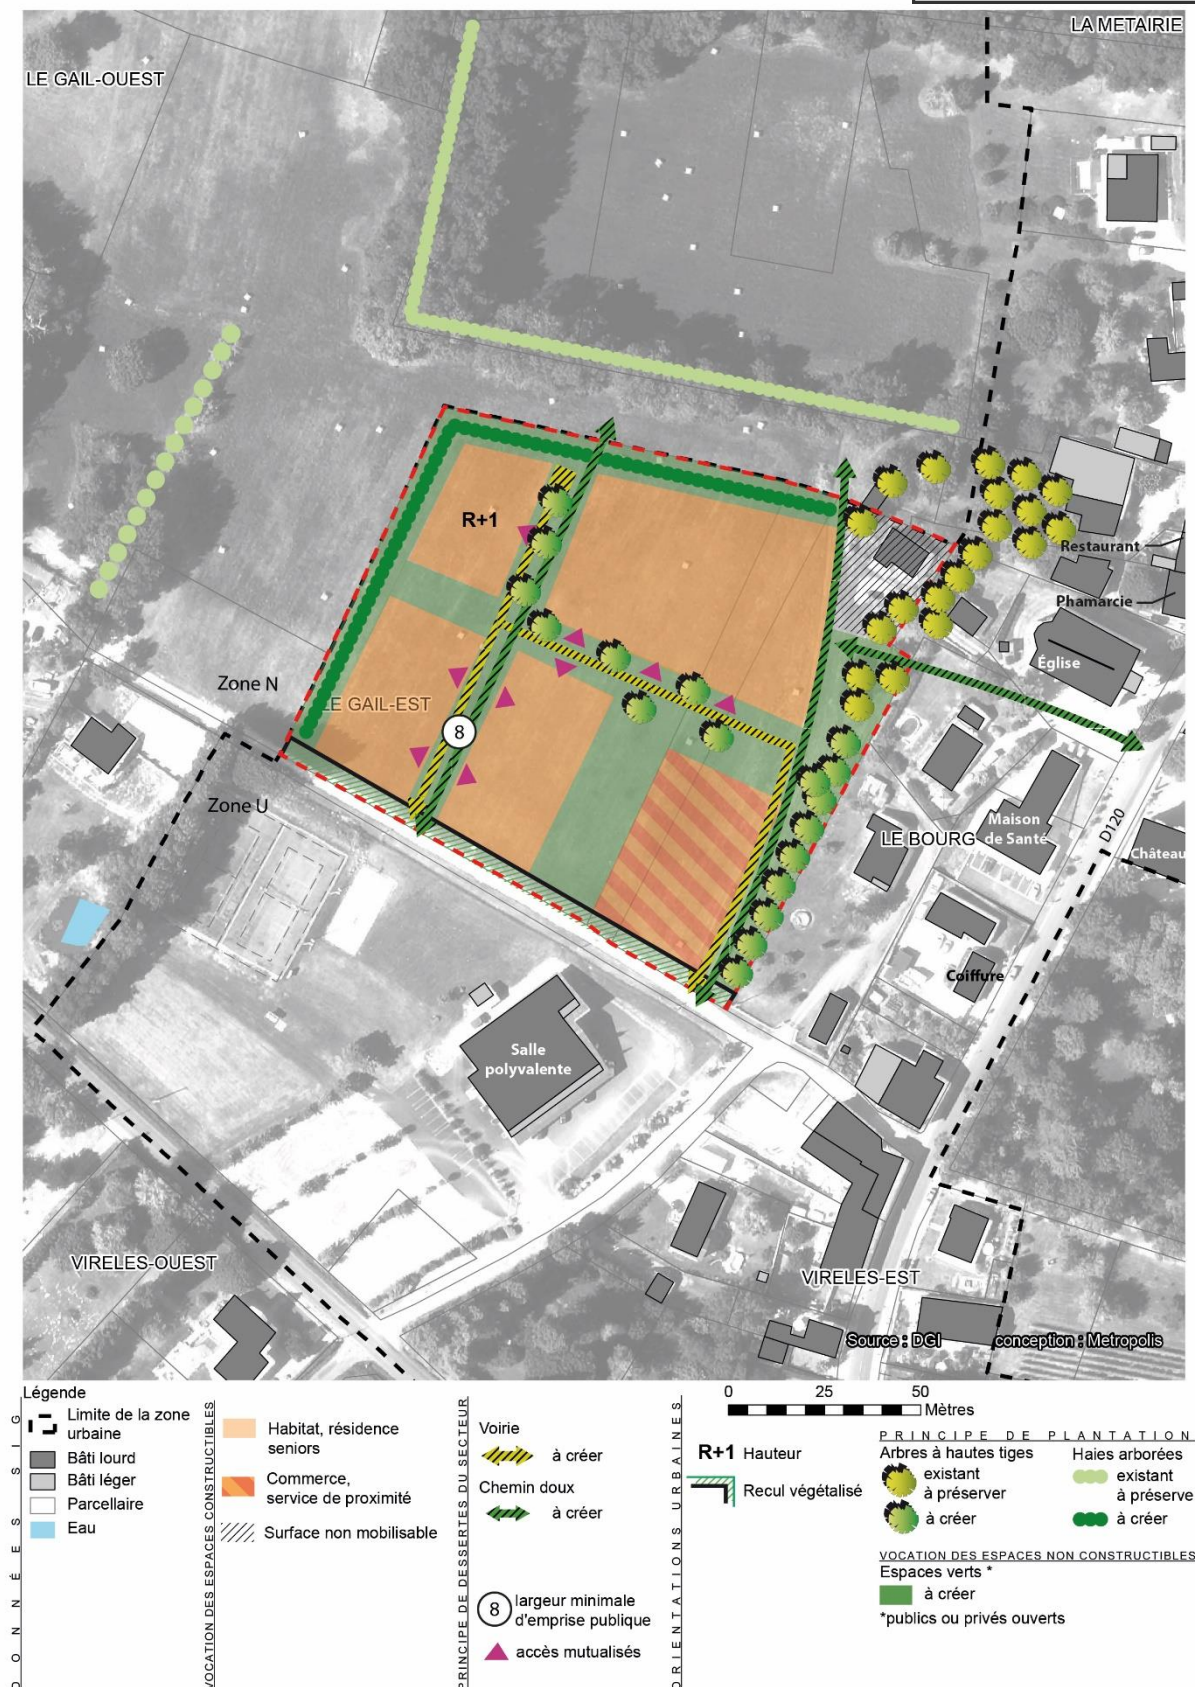 LA METAIRIE
LE GAIL-OUEST
R+1
Restaurant
Phamarcie
Église
Zone N
LE GAIL-EST
8
Zone U
LE BOURG
Maison
de Santé
D120
Château
Coiffure
Salle
polyvalente
VIRELES-OUEST
VIRELES-EST
Source : DGI
conception : Metropolis
Légende
DONNÉES SIG
Limite de la zone
urbaine
Bâti lourd
Bâti léger
Parcellaire
Eau
VOCATION DES ESPACES CONSTRUCTIBLES
Habitat, résidence
seniors
Commerce,
service de proximité
Surface non mobilisable
PRINCIPE DE DESSERTES DU SECTEUR
Voirie
à créer
Chemin doux
à créer
8
largeur minimale
d'emprise publique
accès mutualisés
ORIENTATIONS URBAINES
0 25 50
Mètres
R+1 Hauteur
Recul végétalisé
PRINCIPE DE PLANTATION
Arbres à hautes tiges
existant
à préserver
à créer
Haies arborées
existant
à préserve
à créer
VOCATION DES ESPACES NON CONSTRUCTIBLES
Espaces verts *
à créer
*publics ou privés ouverts